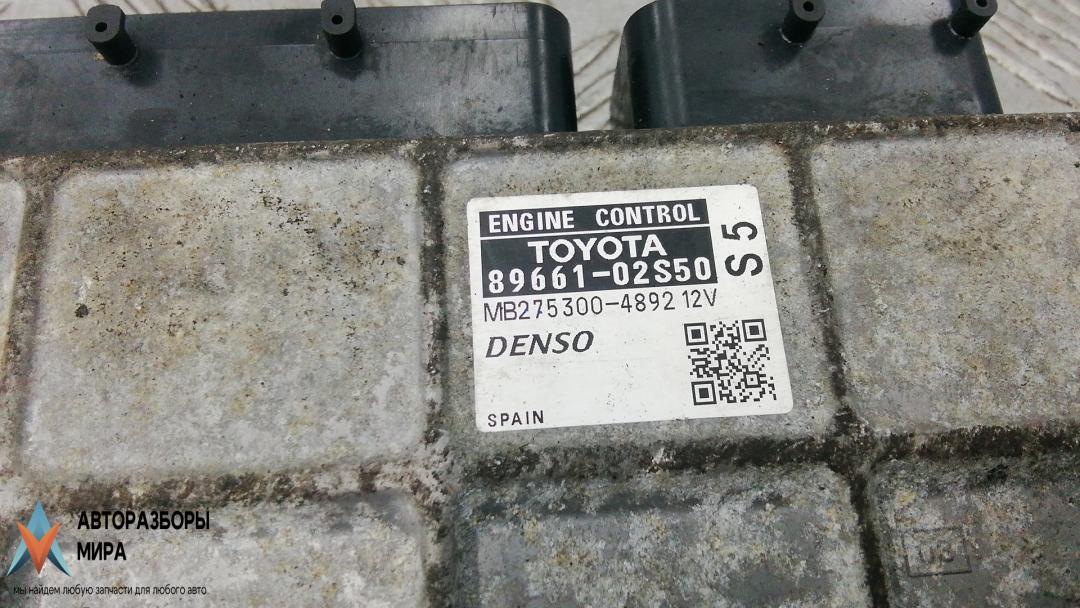 ENGINE CONTROL
TOYOTA
89661-02S50
S5
MB275300-4892 12V
DENSO
SPAIN
АВТОРАЗБОРЫ
МИРА
мы найдем любую запчасти для любого авто